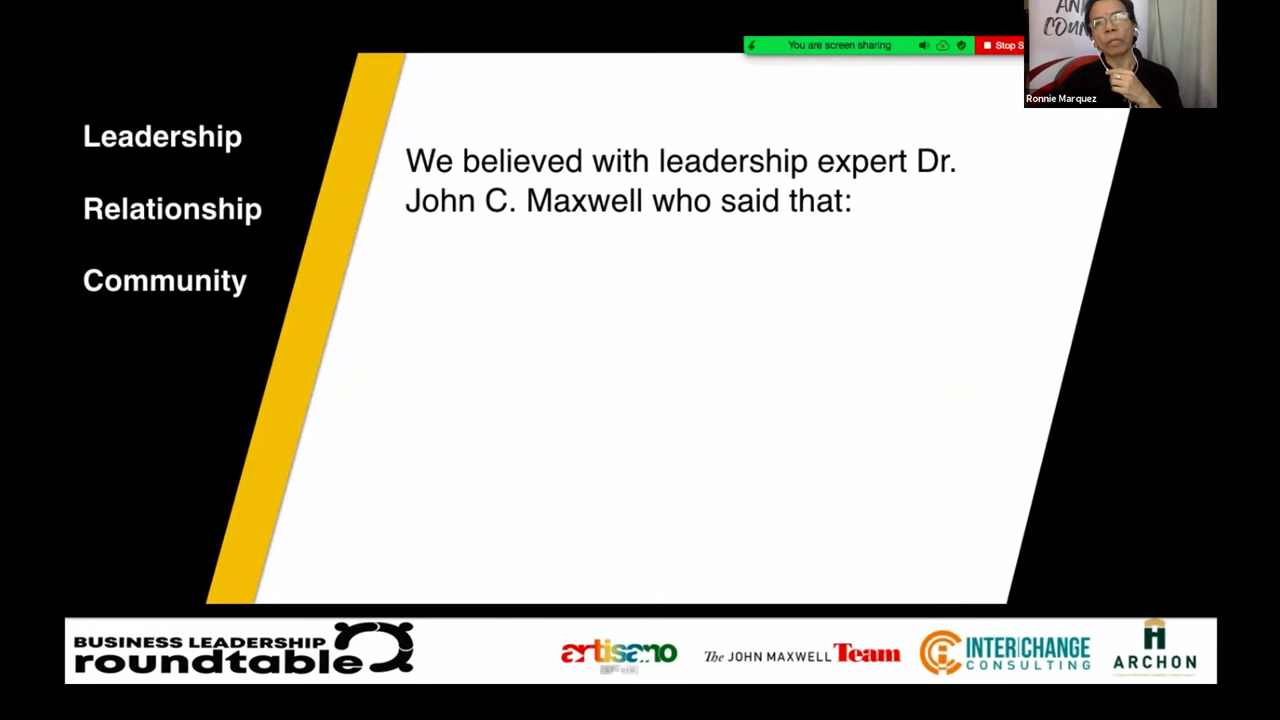 You are screen sharing
Stop S
Ronnie Marquez
Leadership
Relationship
Community
We believed with leadership expert Dr.
John C. Maxwell who said that:
BUSINESS LEADERSHIP
roundtable
artisano
The JOHN MAXWELL Team
INTERCHANGE
CONSULTING
ARCHON